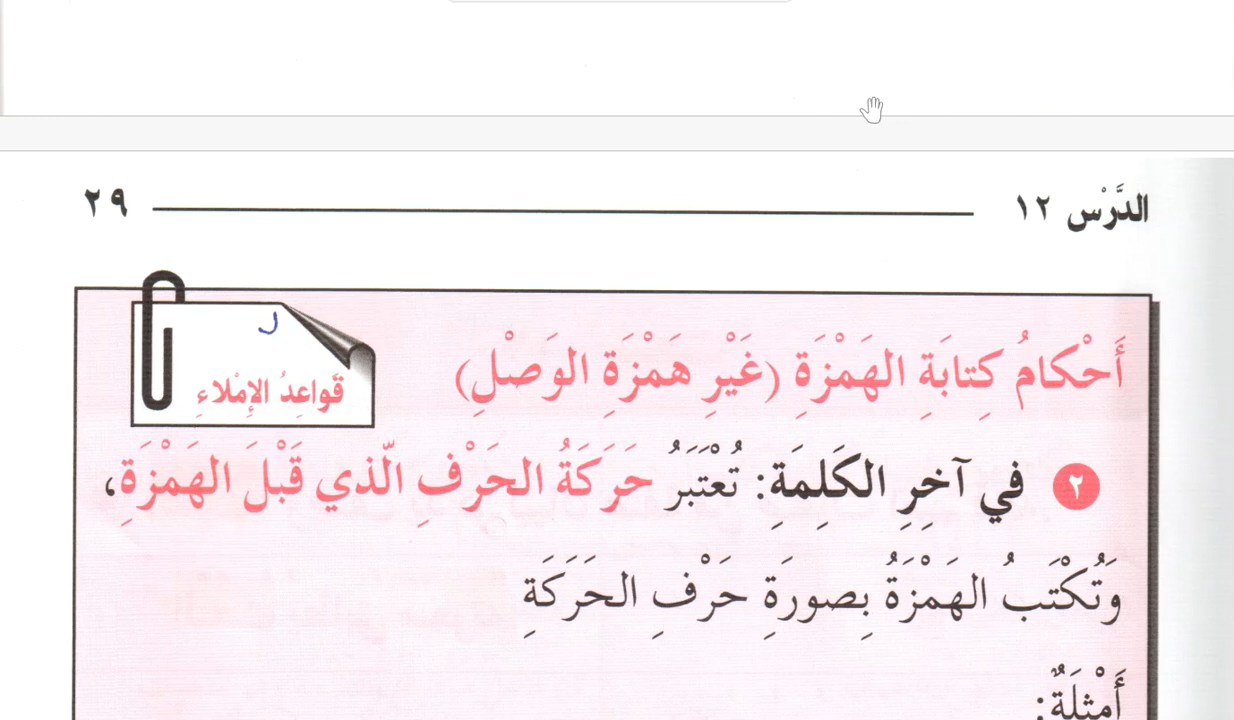 الدَّرْس ١٢
٢٩
أَحْكامُ كِتابَةِ الهَمْزَةِ (غَيْرِ هَمْزَةِ الوَصْلِ)
ل
قَواعِدُ الإِمْلاءِ
٢ في آخِرِ الكَلِمَةِ: تُعْتَبَرُ حَرَكَةُ الحَرْفِ الّذي قَبْلَ الهَمْزَةِ،
وَتُكْتَبُ الهَمْزَةُ بِصورَةِ حَرْفِ الحَرَكَةِ
أَمْثِلَةٌ: